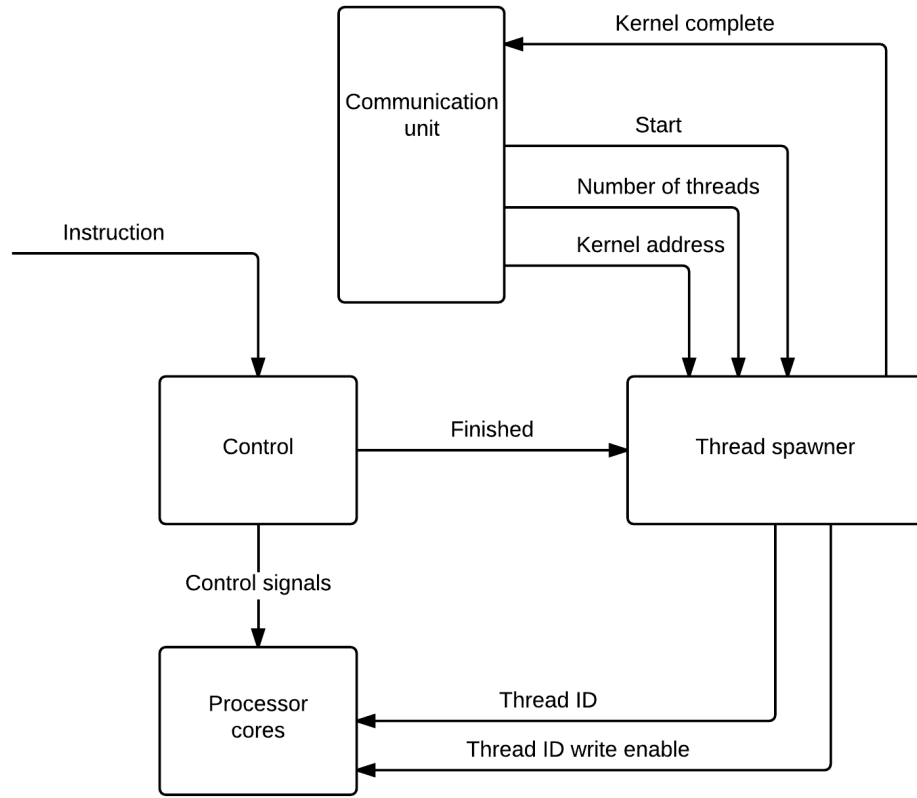 Kernel complete
Communication
unit
Start
Number of threads
Kernel address
Instruction
Control
Finished
Thread spawner
Control signals
Processor
cores
Thread ID
Thread ID write enable